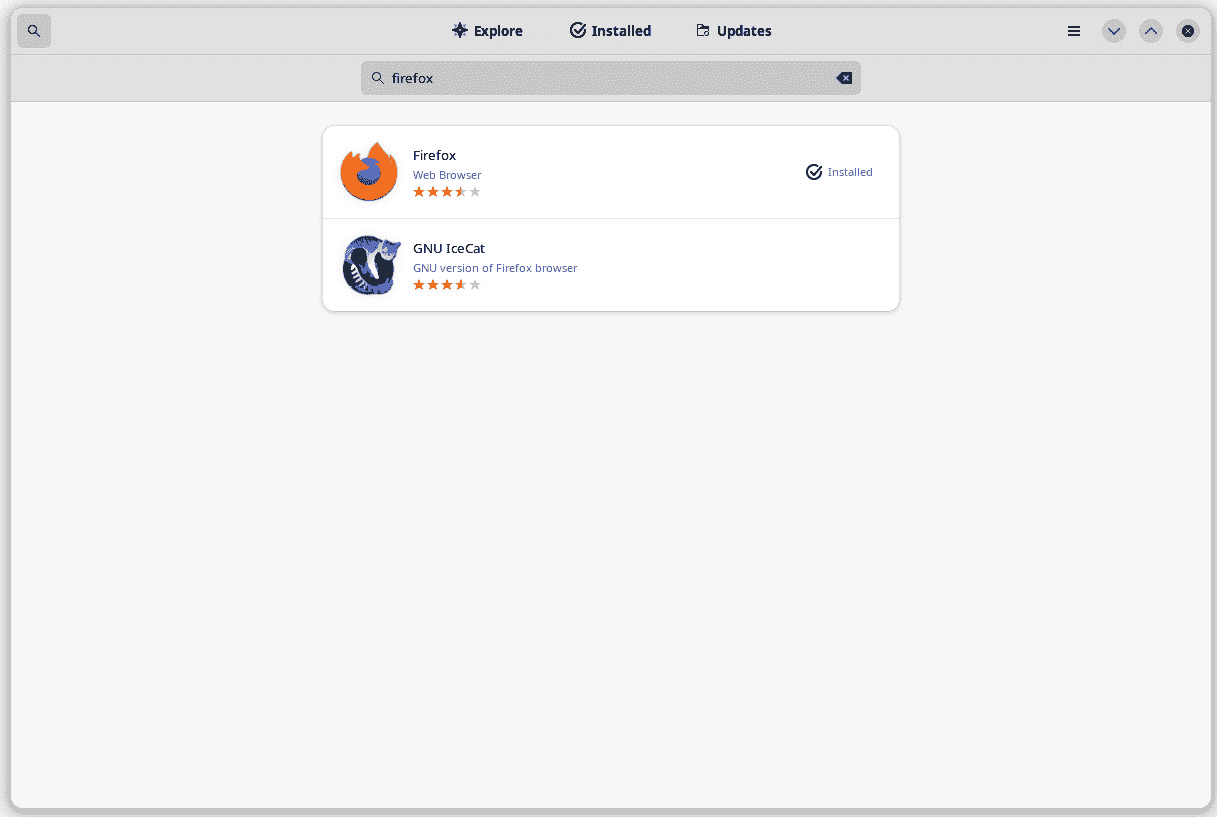 Explore Installed Updates
firefox
Firefox
Web Browser
Installed
GNU IceCat
GNU version of Firefox browser